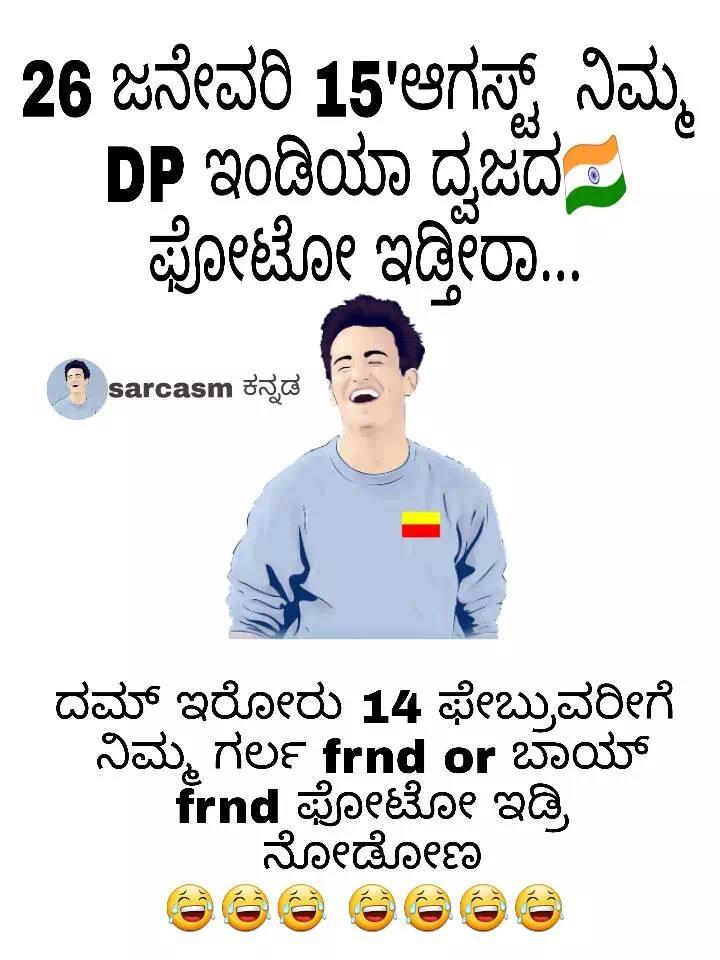 26 ಜನೇವರಿ 15'ಆಗಸ್ಟ್ ನಿಮ್ಮ
DP ಇಂಡಿಯಾ ದ್ವಜದ🇮🇳
ಫೋಟೋ ಇಡ್ತೀರಾ...
sarcasm ಕನ್ನಡ
ದಮ್ ಇರೋರು 14 ಫೇಬ್ರುವರೀಗೆ
ನಿಮ್ಮ ಗರ್ಲ frnd or ಬಾಯ್
frnd ಫೋಟೋ ಇಡ್ರಿ
ನೋಡೋಣ
😂😂😂 😂😂😂😂